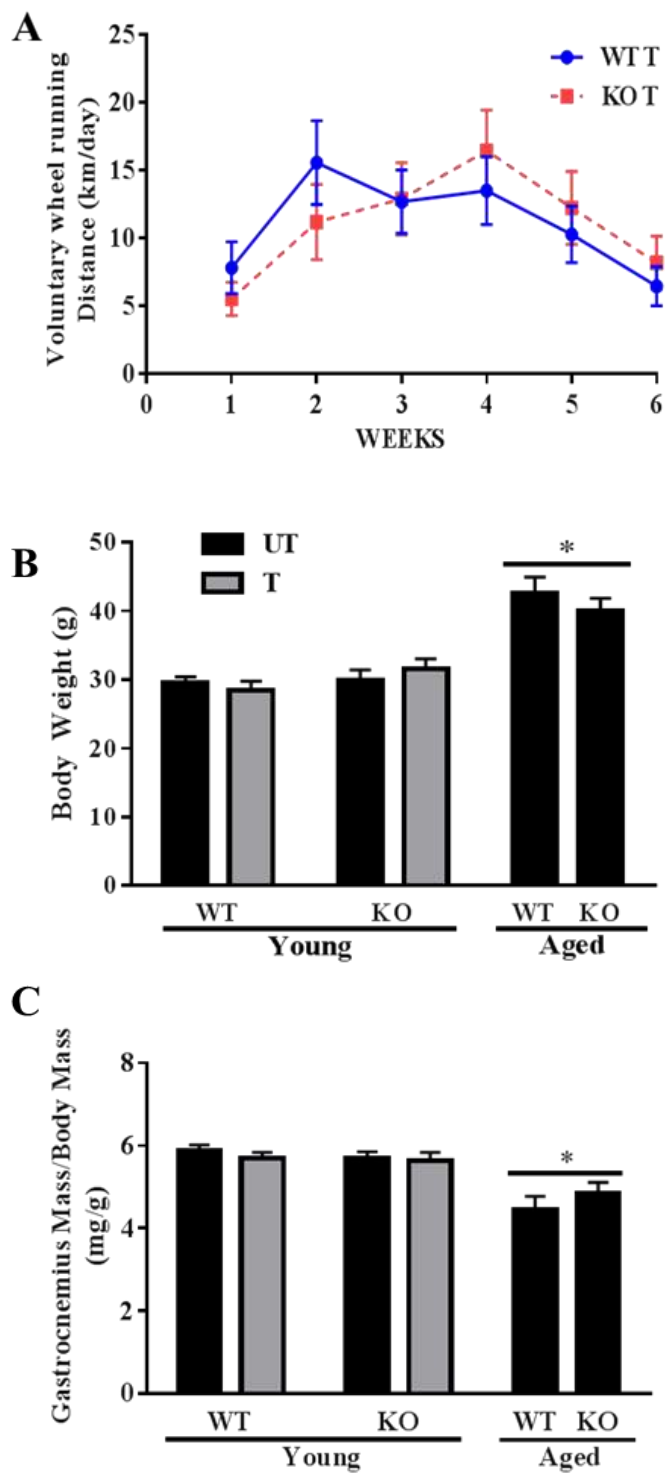 A
Voluntary wheel running
Distance (km/day)
25
20
15
10
5
0
WT T
KO T
0 1 2 3 4 5 6
WEEKS
B
Body Weight (g)
50
40
30
20
10
0
UT
T
*
WT KO WT KO
Young Aged
C
Gastrocnemius Mass/Body Mass
(mg/g)
8
6
4
2
0
*
WT KO WT KO
Young Aged